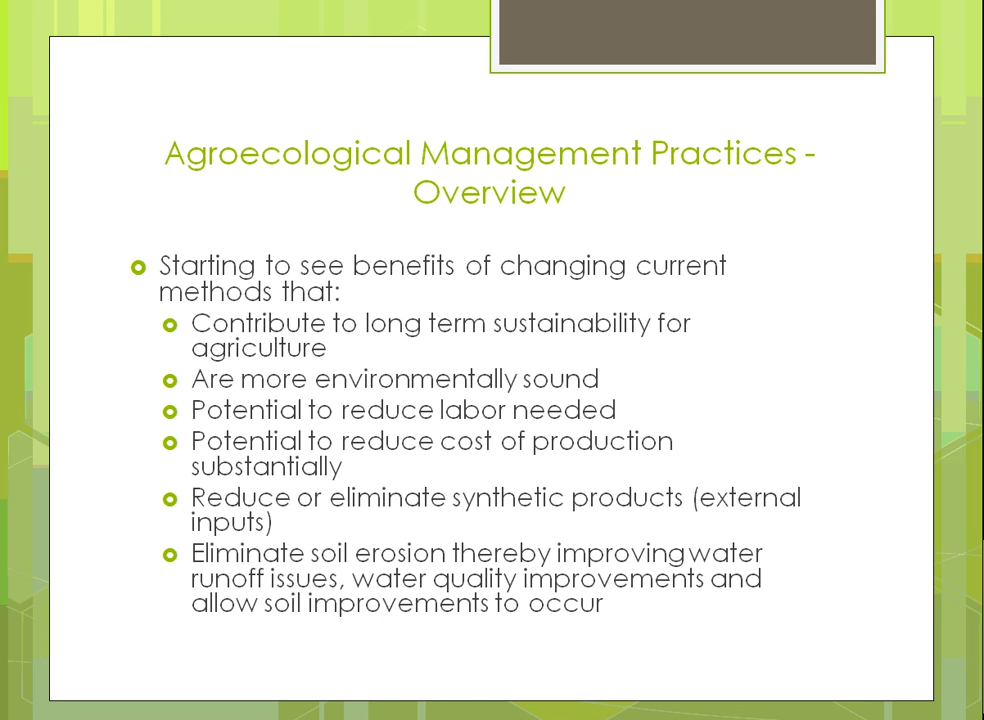 Agroecological Management Practices -
Overview
Starting to see benefits of changing current
methods that:
Contribute to long term sustainability for
agriculture
Are more environmentally sound
Potential to reduce labor needed
Potential to reduce cost of production
substantially
Reduce or eliminate synthetic products (external
inputs)
Eliminate soil erosion thereby improving water
runoff issues, water quality improvements and
allow soil improvements to occur